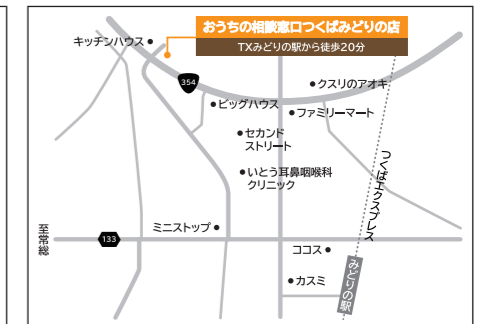 おうちの相談窓口つくばみどりの店
TXみどりの駅から徒歩20分
キッチンハウス
354
クスリのアオキ
ビッグハウス
ファミリーマート
セカンド
ストリート
いとう耳鼻咽喉科
クリニック
つくばエクスプレス
ミニストップ
至常総
133
ココス
みどりの駅
カスミ